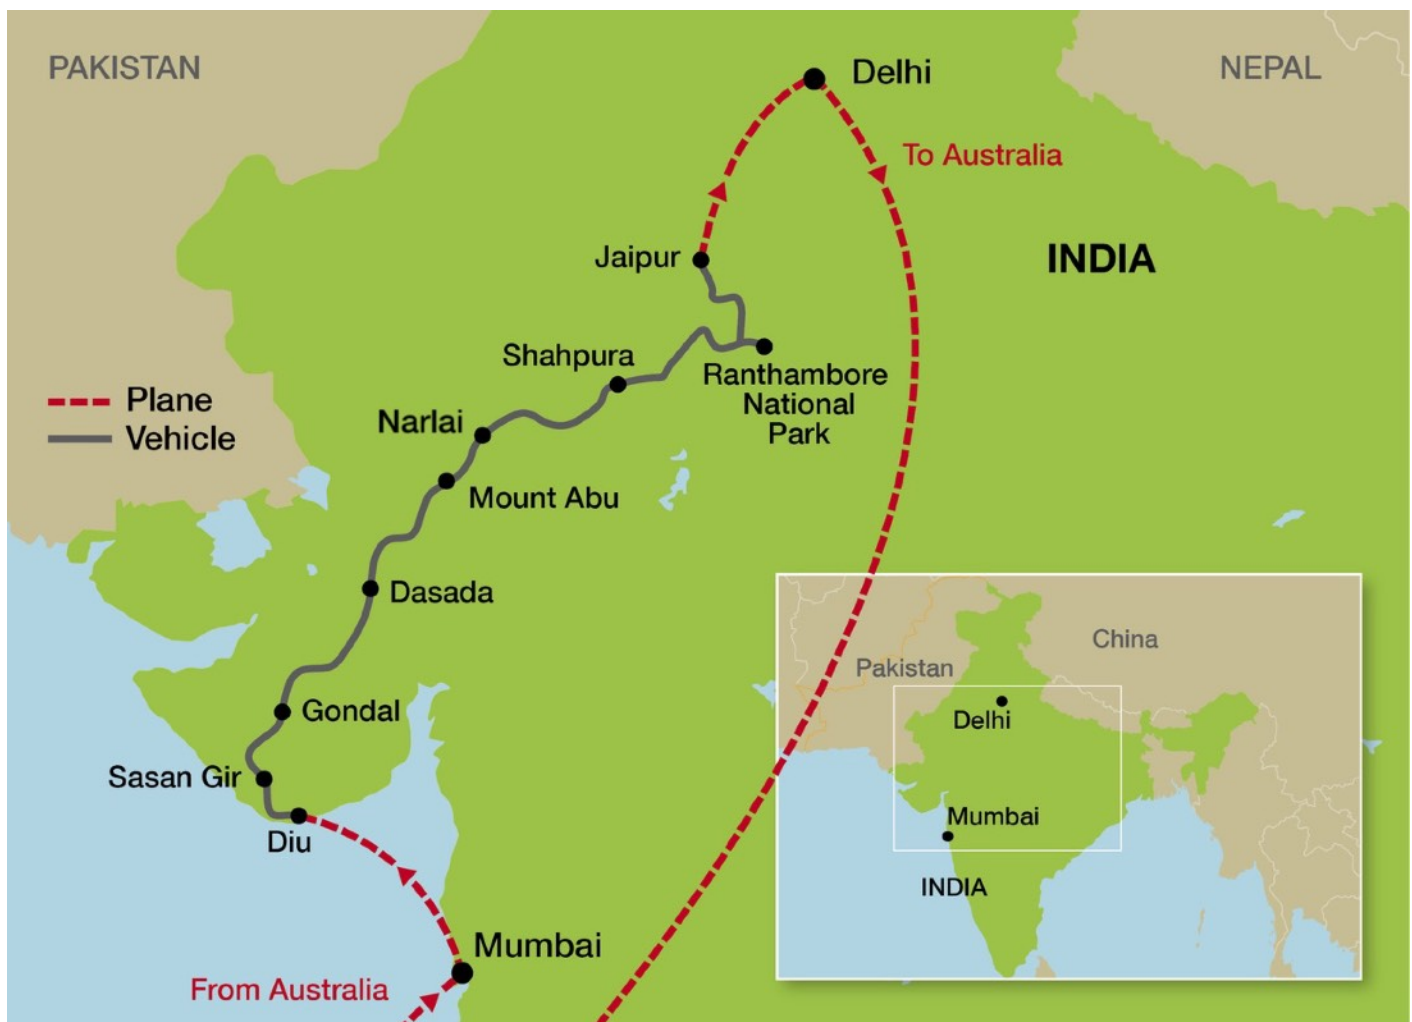 PAKISTAN
Delhi
NEPAL
To Australia
Jaipur
INDIA
Shahpura
Ranthambore
National
Park
Plane
Vehicle
Narlai
Mount Abu
Dasada
Gondal
Sasan Gir
Diu
Mumbai
From Australia
China
Pakistan
Delhi
Mumbai
INDIA